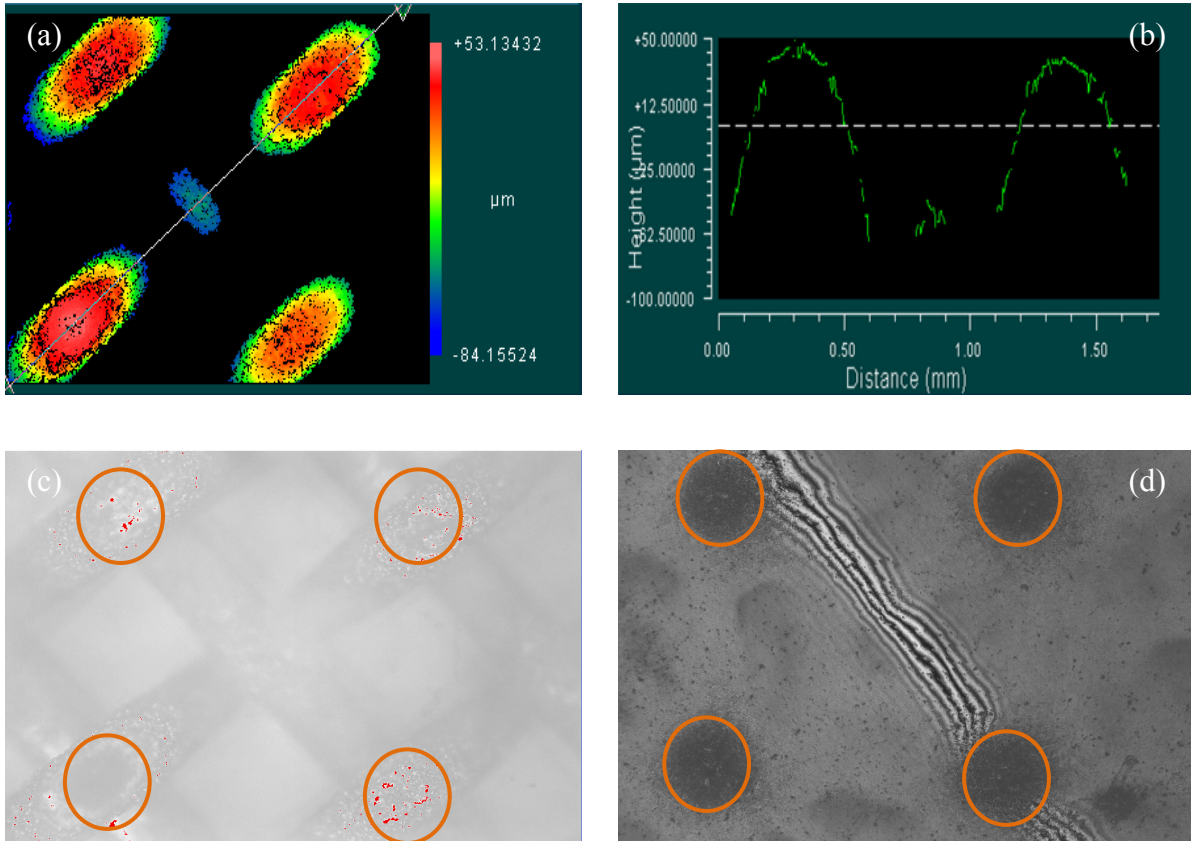 (a)
+53.13432
µm
-84.15524
(b)
+50.00000
+12.50000
-25.00000
-62.50000
-100.00000
Height (µm)
0.00
0.50
1.00
1.50
Distance (mm)
(c)
(d)